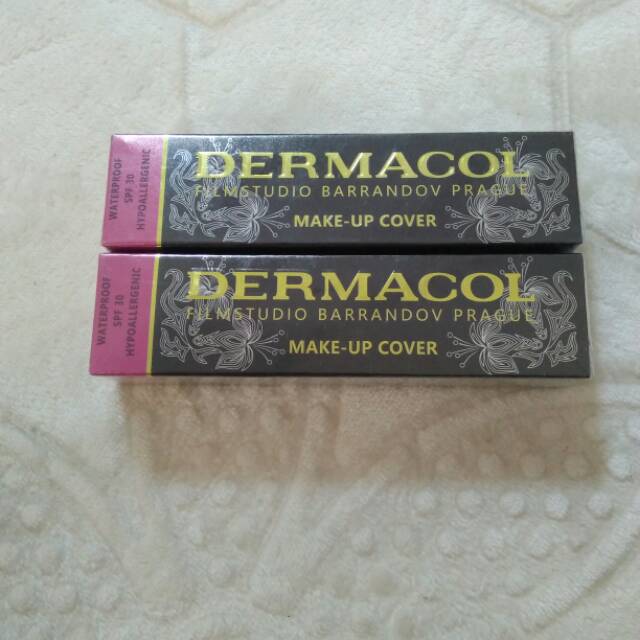 WATERPROOF
SPF 30
HYPOALLERGENIC
DERMACOL
FILMSTUDIO BARRANDOV PRAGUE
MAKE-UP COVER
WATERPROOF
SPF 30
HYPOALLERGENIC
DERMACOL
FILMSTUDIO BARRANDOV PRAGUE
MAKE-UP COVER